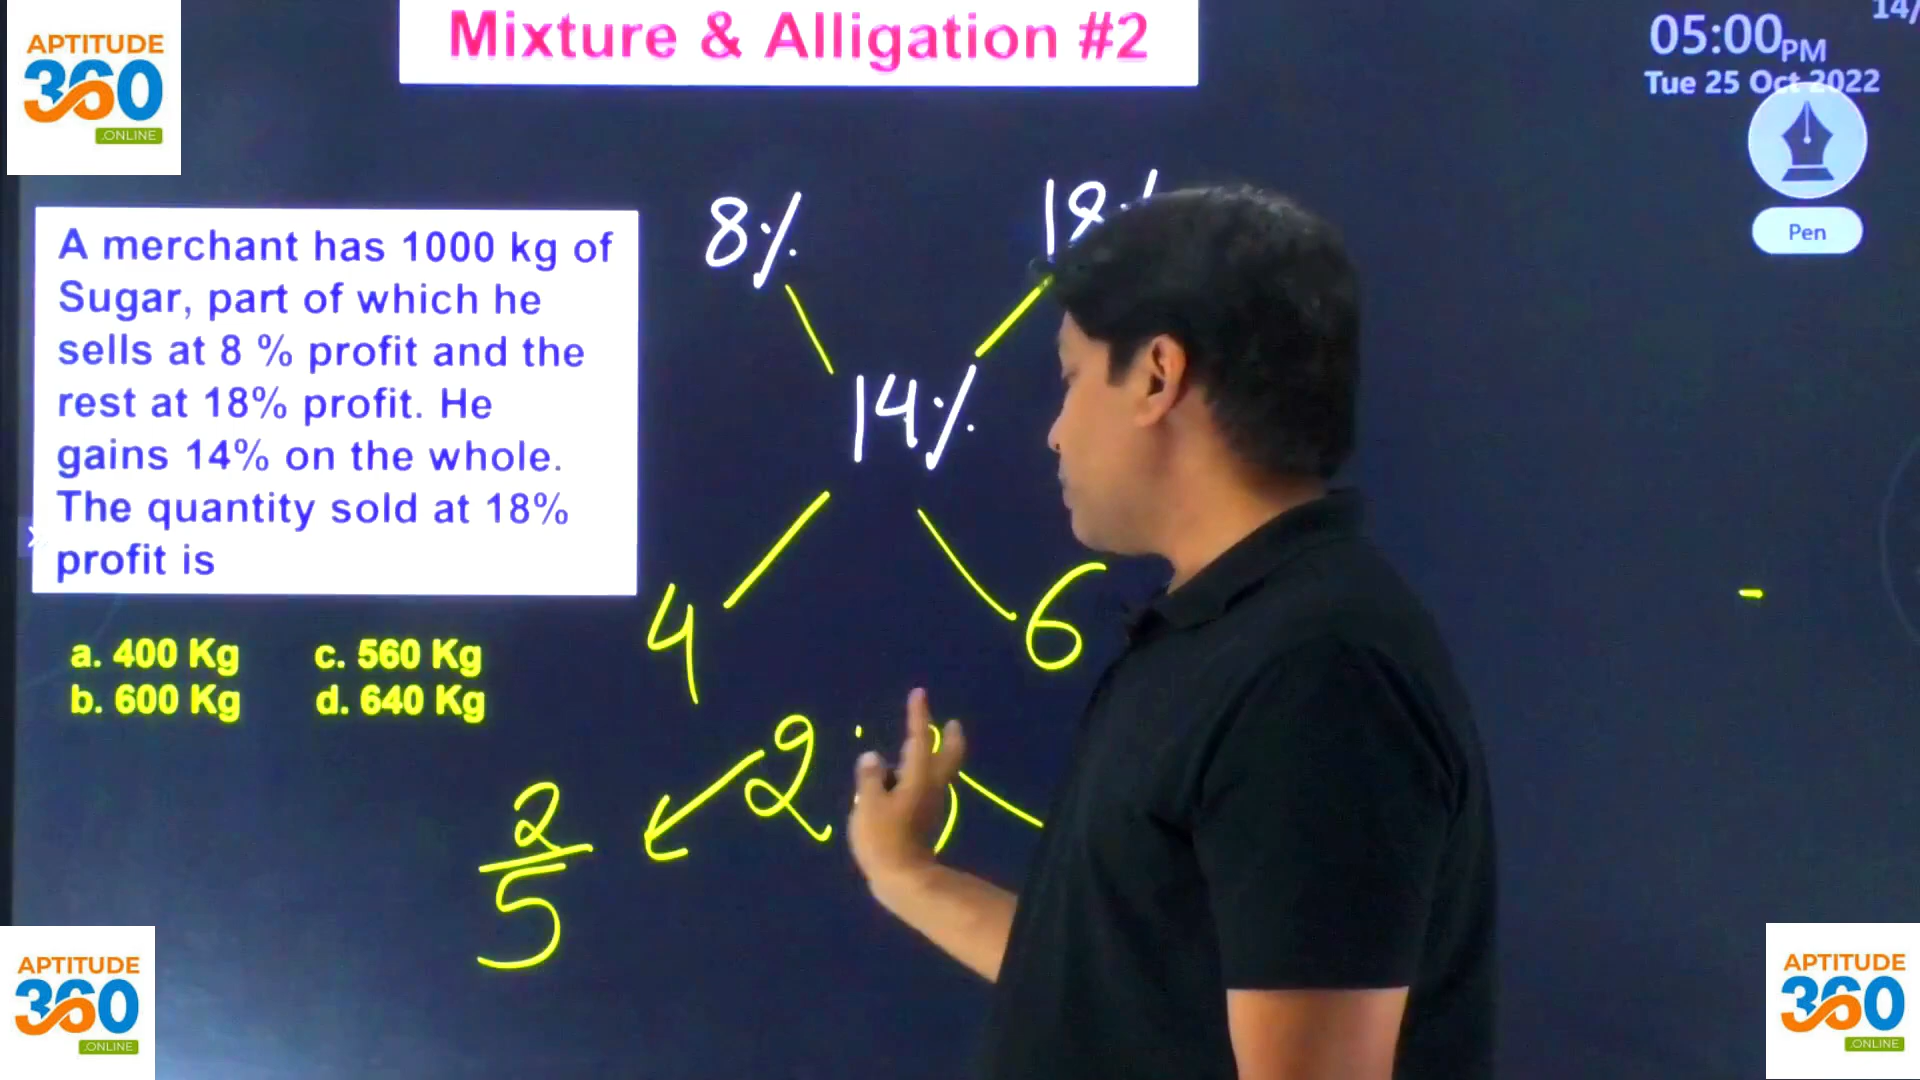 APTITUDE
360
.ONLINE
Mixture & Alligation #2
14/
05:00PM
Tue 25 Oct 2022
Pen
A merchant has 1000 kg of
Sugar, part of which he
sells at 8 % profit and the
rest at 18% profit. He
gains 14% on the whole.
The quantity sold at 18%
profit is
a. 400 Kg
c. 560 Kg
b. 600 Kg
d. 640 Kg
8%
18%
14%
4
6
2 :
2
5
APTITUDE
360
.ONLINE
APTITUDE
360
.ONLINE